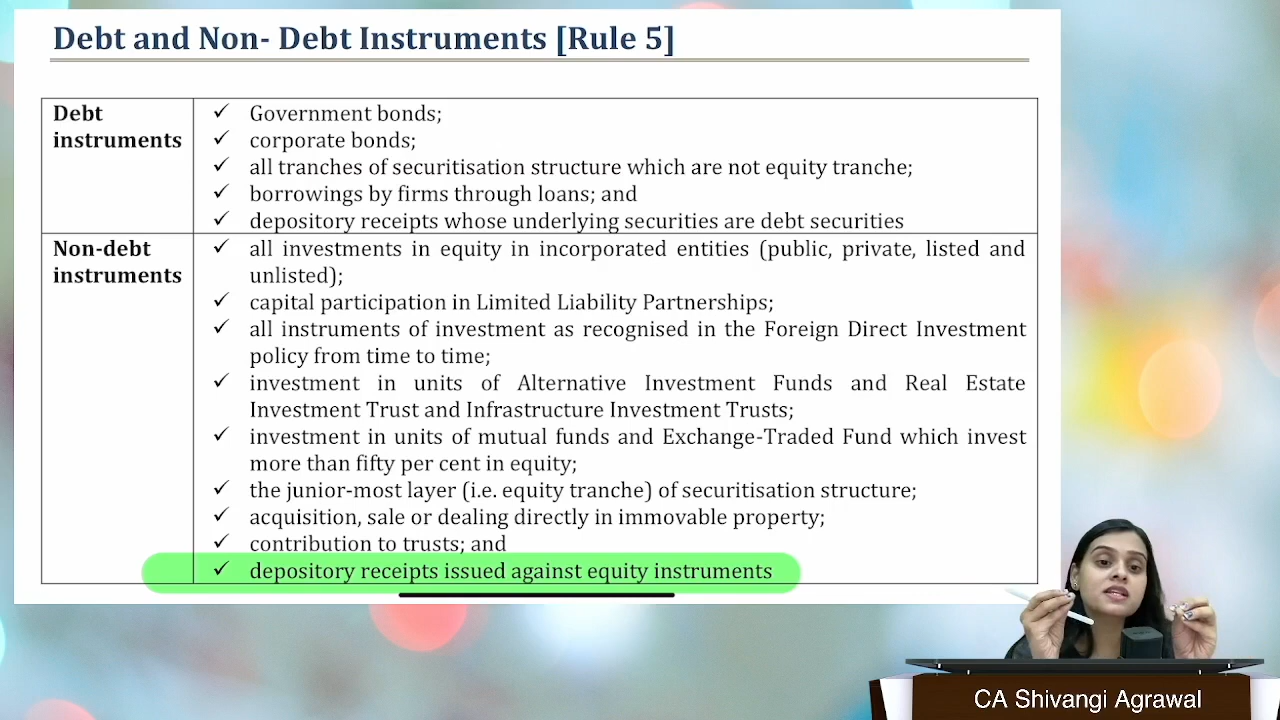 Debt and Non- Debt Instruments [Rule 5]
Debt
instruments
✓ Government bonds;
✓ corporate bonds;
✓ all tranches of securitisation structure which are not equity tranche;
✓ borrowings by firms through loans; and
✓ depository receipts whose underlying securities are debt securities
Non-debt
instruments
✓ all investments in equity in incorporated entities (public, private, listed and
unlisted);
✓ capital participation in Limited Liability Partnerships;
✓ all instruments of investment as recognised in the Foreign Direct Investment
policy from time to time;
✓ investment in units of Alternative Investment Funds and Real Estate
Investment Trust and Infrastructure Investment Trusts;
✓ investment in units of mutual funds and Exchange-Traded Fund which invest
more than fifty per cent in equity;
✓ the junior-most layer (i.e. equity tranche) of securitisation structure;
✓ acquisition, sale or dealing directly in immovable property;
✓ contribution to trusts; and
✓ depository receipts issued against equity instruments
CA Shivangi Agrawal